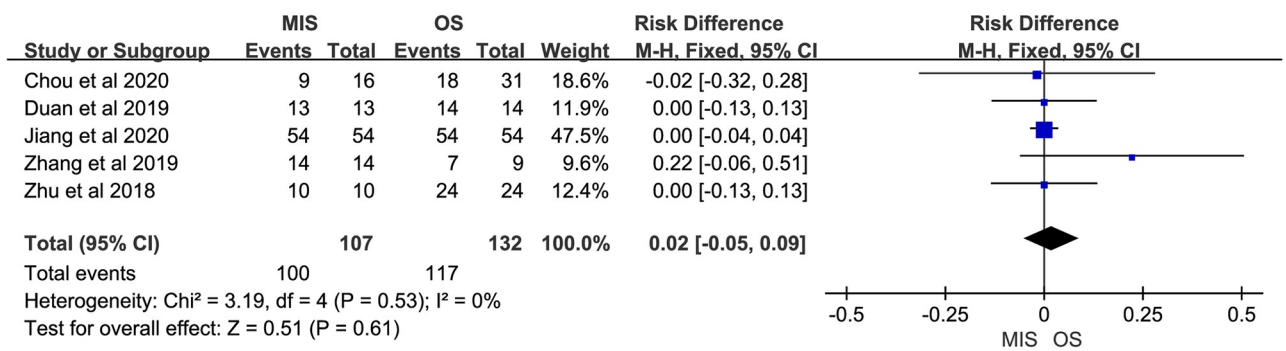 MIS OS Risk Difference Risk Difference
Study or Subgroup Events Total Events Total Weight M-H, Fixed, 95% CI M-H, Fixed, 95% CI
Chou et al 2020 9 16 18 31 18.6% -0.02 [-0.32, 0.28]
Duan et al 2019 13 13 14 14 11.9% 0.00 [-0.13, 0.13]
Jiang et al 2020 54 54 54 54 47.5% 0.00 [-0.04, 0.04]
Zhang et al 2019 14 14 7 9 9.6% 0.22 [-0.06, 0.51]
Zhu et al 2018 10 10 24 24 12.4% 0.00 [-0.13, 0.13]
Total (95% CI) 107 132 100.0% 0.02 [-0.05, 0.09]
Total events 100 117
Heterogeneity: Chi² = 3.19, df = 4 (P = 0.53); I² = 0%
Test for overall effect: Z = 0.51 (P = 0.61)
-0.5 -0.25 0 0.25 0.5
MIS OS